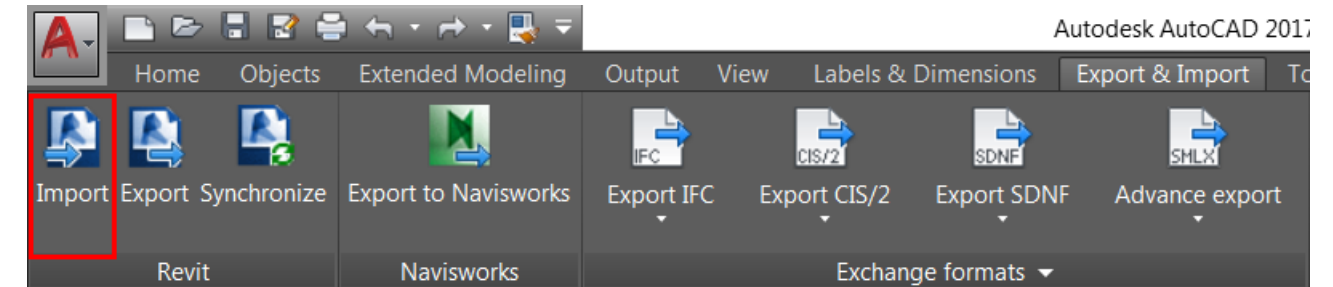 Autodesk AutoCAD 2017
Home Objects Extended Modeling Output View Labels & Dimensions Export & Import To
IFC CIS/2 SDNF SMLX
Import Export Synchronize Export to Navisworks Export IFC Export CIS/2 Export SDNF Advance export
Revit Navisworks Exchange formats